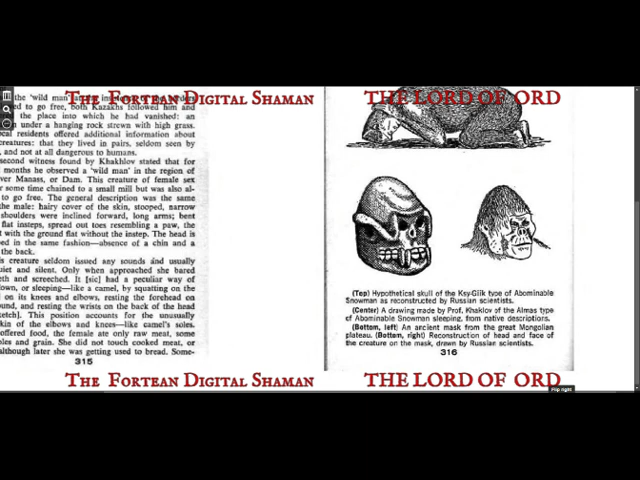 THE FORTEAN DIGITAL SHAMAN
the 'wild man'
ed to go free, both Kazakhs followed him and
the place into which he had vanished: an
n under a hanging rock strewn with high grass.
ocal residents offered additional information about
creatures: that they lived in pairs, seldom seen by
, and not at all dangerous to humans.
second witness found by Khakhlov stated that for
months he observed a 'wild man' in the region of
ver Manass, or Dam. This creature of female sex
r some time chained to a small mill but was also al-
to go free. The general description was the same
the male: hairy cover of the skin, stooped, narrow
shoulders were inclined forward, long arms; bent
flat insteps, spread out toes resembling a paw, the
t with the ground flat without the instep. The head is
bed in the same fashion—absence of a chin and a
the back.
is creature seldom issued any sounds and usually
uiet and silent. Only when approached she bared
eth and screeched. It [sic] had a peculiar way of
own, or sleeping—like a camel, by squatting on the
d on its knees and elbows, resting the forehead on
ound, and resting the wrists on the back of the head
ketch]. This position accounts for the unusually
skin of the elbows and knees—like camel's soles.
offered food, the female ate only raw meat, some
bles and grain. She did not touch cooked meat, or
although later she was getting used to bread. Some-
315
THE FORTEAN DIGITAL SHAMAN
THE LORD OF ORD
(Top) Hypothetical skull of the Ksy-Giik type of Abominable
Snowman as reconstructed by Russian scientists.
(Center) A drawing made by Prof. Khaklov of the Almas type
of Abominable Snowman sleeping, from native descriptions.
(Bottom, left) An ancient mask from the great Mongolian
plateau. (Bottom, right) Reconstruction of head and face of
the creature on the mask, drawn by Russian scientists.
316
THE LORD OF ORD
Flip right